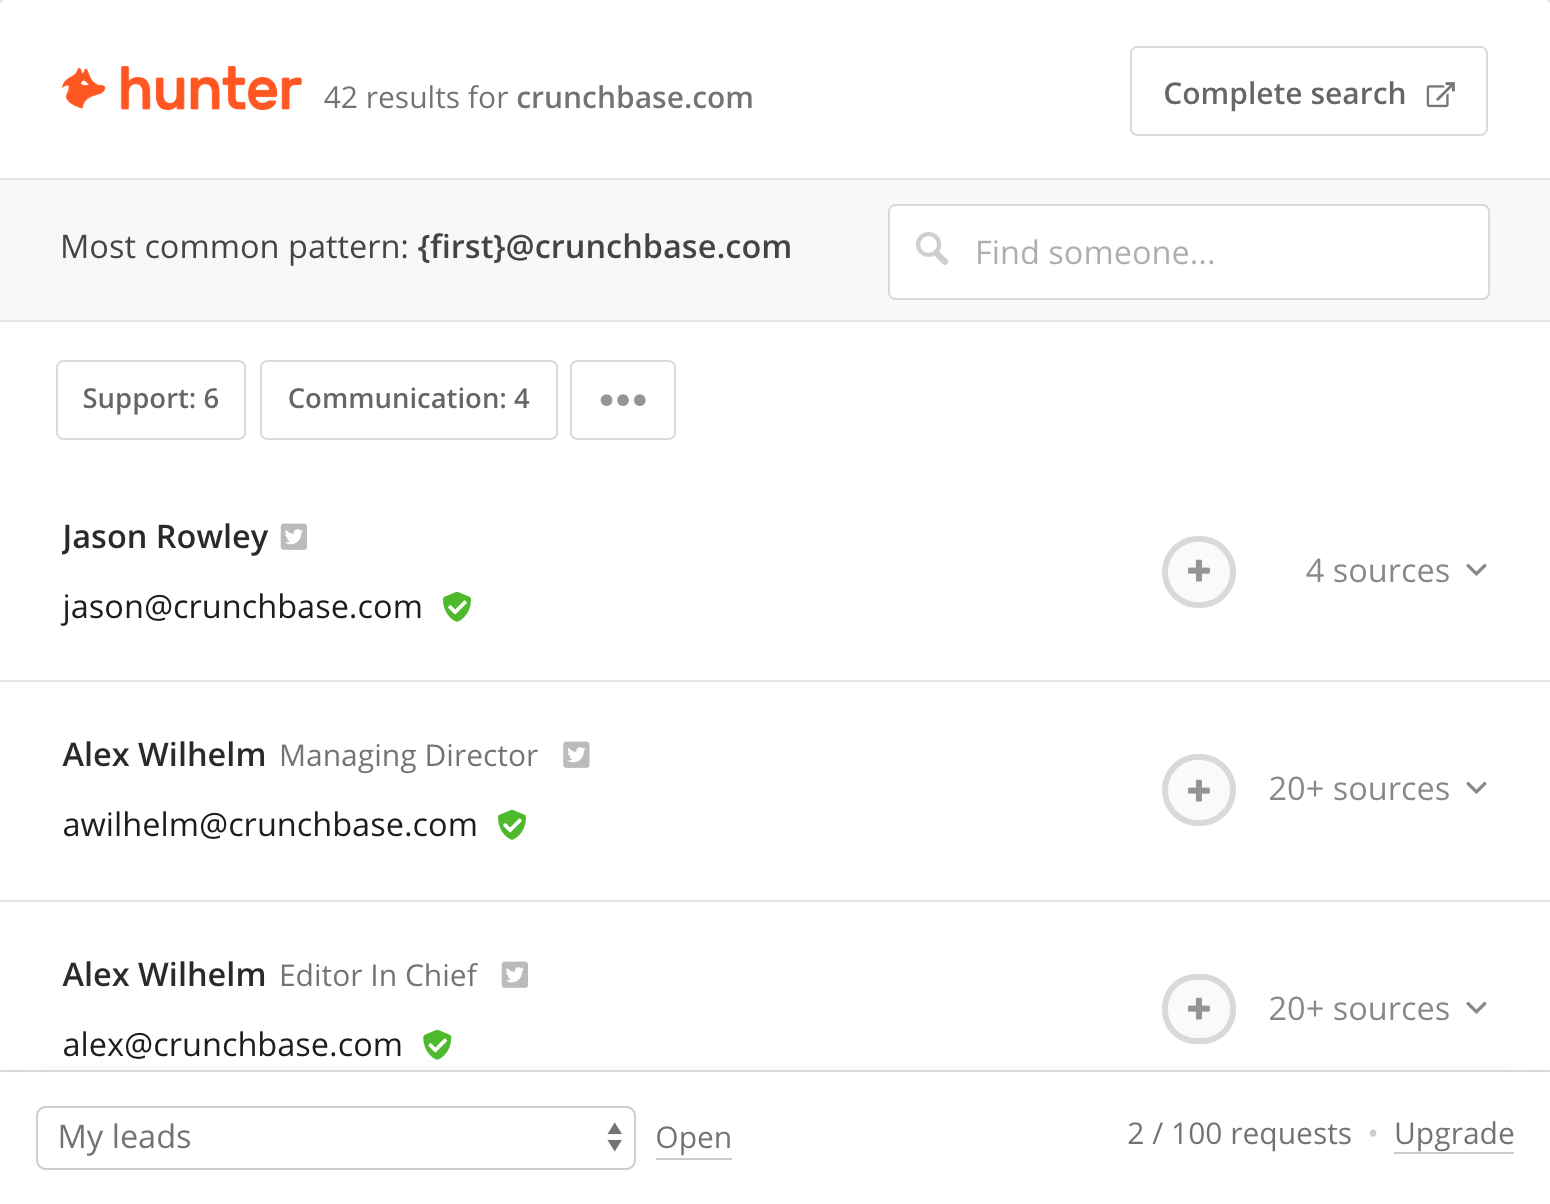 hunter 42 results for crunchbase.com
Complete search
Most common pattern: {first}@crunchbase.com
Find someone...
Support: 6
Communication: 4
Jason Rowley
jason@crunchbase.com
4 sources
Alex Wilhelm Managing Director
awilhelm@crunchbase.com
20+ sources
Alex Wilhelm Editor In Chief
alex@crunchbase.com
20+ sources
My leads
Open
2 / 100 requests • Upgrade